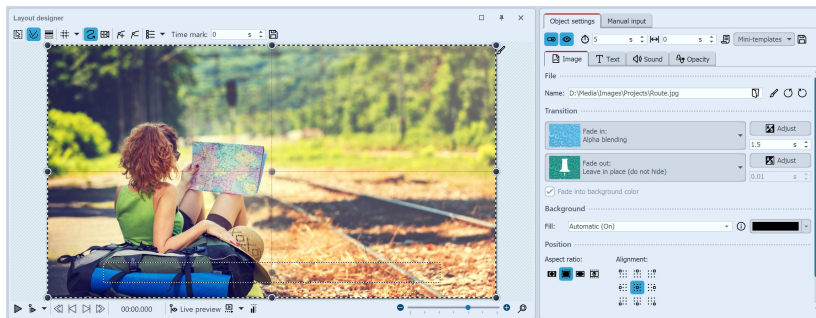 Layout designer
Time mark: 0 s
00:00.000 Live preview
Object settings Manual input
5 s 0 s Mini-templates
Image Text Sound Opacity
File
Name: D:\Media\Images\Projects\Route.jpg
Transition
Fade in:
Alpha blending
Adjust
1.5 s
Fade out:
Leave in place (do not hide)
Adjust
0.01 s
Fade into background color
Background
Fill: Automatic (On)
Position
Aspect ratio: Alignment: